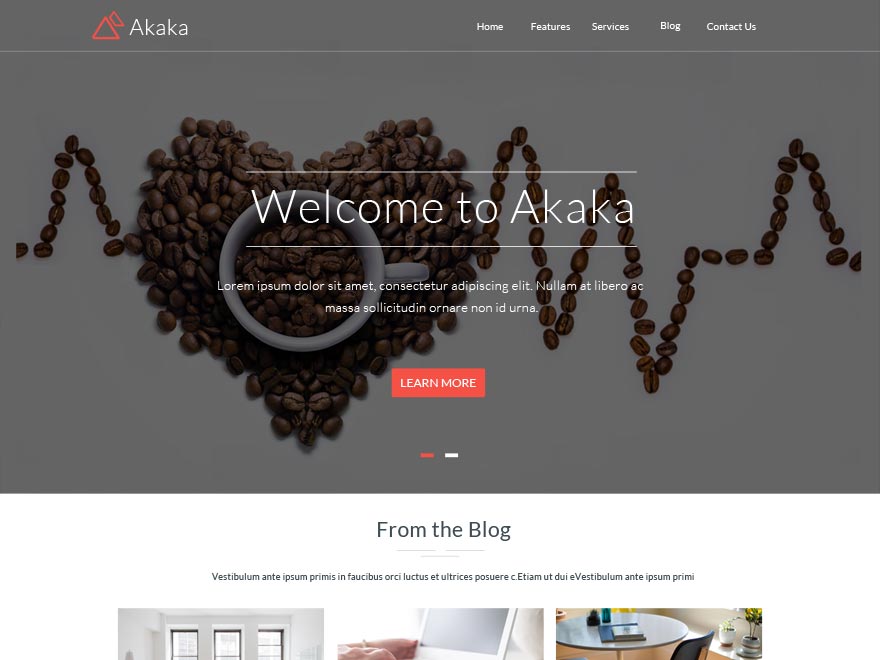 Akaka
Home Features Services Blog Contact Us
Welcome to Akaka
Lorem ipsum dolor sit amet, consectetur adipiscing elit. Nullam at libero ac
massa sollicitudin ornare non id urna.
LEARN MORE
From the Blog
Vestibulum ante ipsum primis in faucibus orci luctus et ultrices posuere c.Etiam ut dui eVestibulum ante ipsum primi